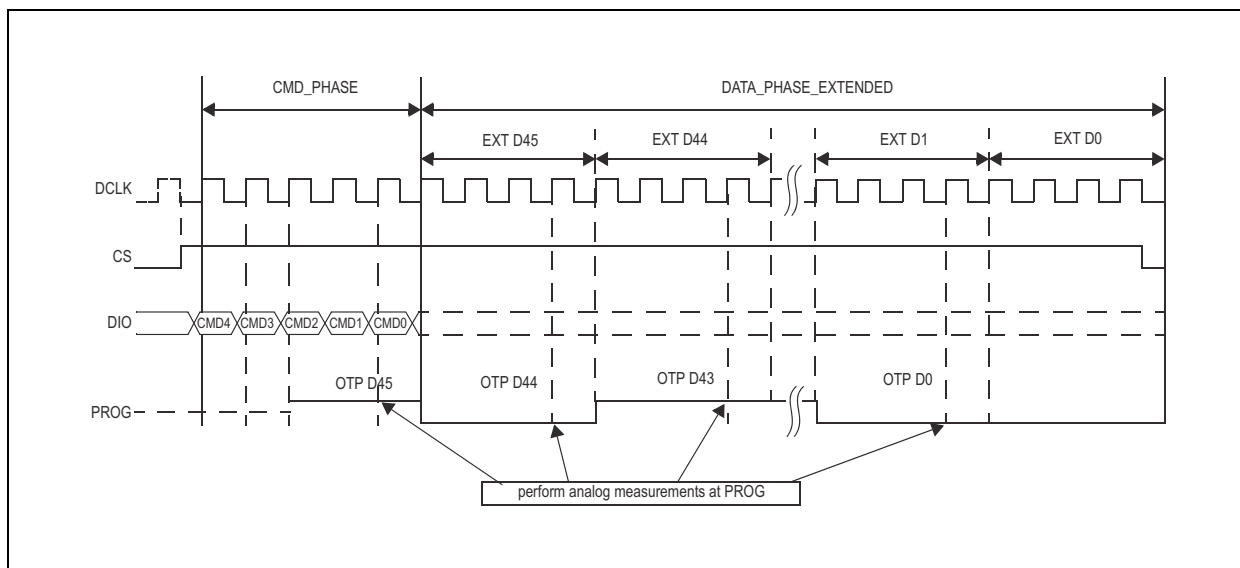 CMD_PHASE DATA_PHASE_EXTENDED
EXT D45 EXT D44 EXT D1 EXT D0
DCLK
CS
DIO CMD4 CMD3 CMD2 CMD1 CMD0
OTP D45 OTP D44 OTP D43 OTP D0
PROG
perform analog measurements at PROG